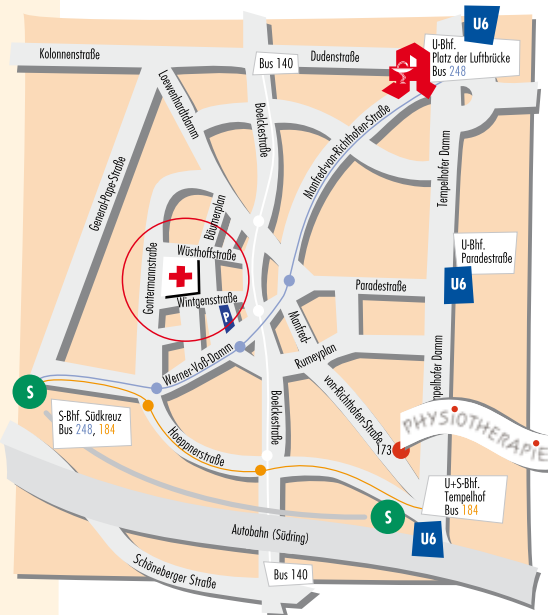 U6
Kolonnenstraße
Dudenstraße
Bus 140
U-Bhf.
Platz der Luftbrücke
Bus 248
Loewenhardtdamm
Boelckestraße
Manfred-von-Richthofen-Straße
Tempelhofer Damm
General-Pape-Straße
Bäumerplan
Wüsthoffstraße
Gontermannstraße
Wintgensstraße
P
U-Bhf.
Paradestraße
U6
Paradestraße
Manfred-
von-Richthofen-Straße
Rumeyplan
Tempelhofer Damm
Werner-Voß-Damm
S
S-Bhf. Südkreuz
Bus 248, 184
Boelckestraße
Hoeppnerstraße
173
PHYSIOTHERAPIE
U+S-Bhf.
Tempelhof
Bus 184
S
U6
Autobahn (Südring)
Schöneberger Straße
Bus 140